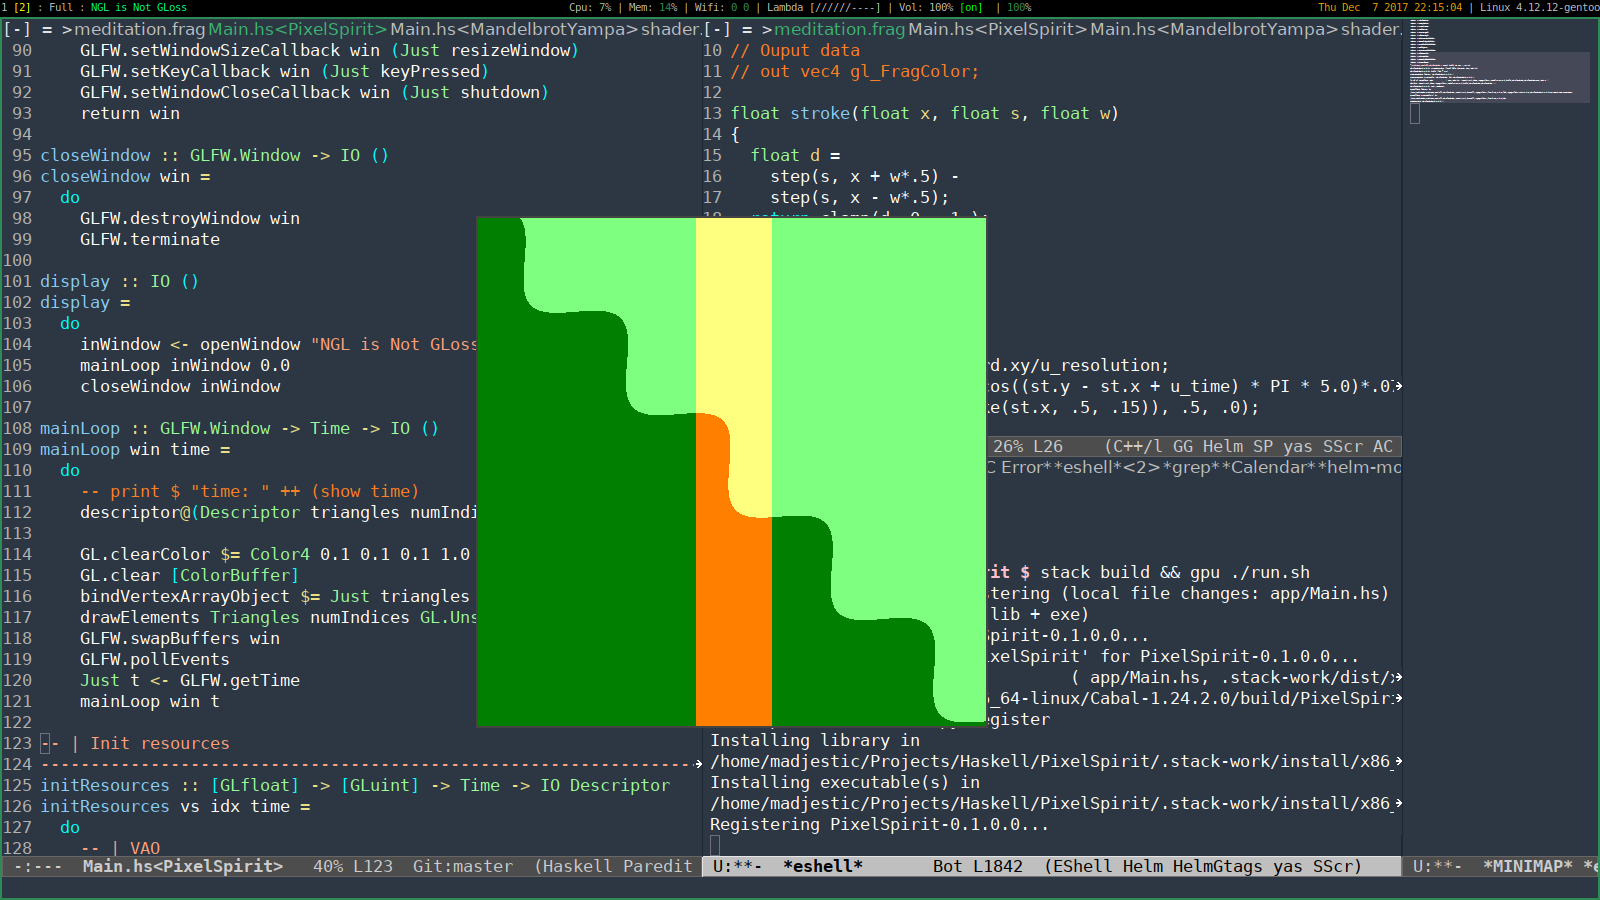 1 [2] : Full : NGL is Not GLoss
Cpu: 7% | Mem: 14% | Wifi: 0 0 | Lambda [//////----] | Vol: 100% [on]  | 100%
Thu Dec  7 2017 22:15:04 | Linux 4.12.12-gentoo
[-] = >meditation.frag Main.hs<PixelSpirit> Main.hs<MandelbrotYampa> shader.
90 GLFW.setWindowSizeCallback win (Just resizeWindow)
91 GLFW.setKeyCallback win (Just keyPressed)
92 GLFW.setWindowCloseCallback win (Just shutdown)
93 return win
94
95 closeWindow :: GLFW.Window -> IO ()
96 closeWindow win =
97 do
98 GLFW.destroyWindow win
99 GLFW.terminate
100
101 display :: IO ()
102 display =
103 do
104 inWindow <- openWindow "NGL is Not GLoss
105 mainLoop inWindow 0.0
106 closeWindow inWindow
107
108 mainLoop :: GLFW.Window -> Time -> IO ()
109 mainLoop win time =
110 do
111 -- print $ "time: " ++ (show time)
112 descriptor@(Descriptor triangles numIndi
113
114 GL.clearColor $= Color4 0.1 0.1 0.1 1.0
115 GL.clear [ColorBuffer]
116 bindVertexArrayObject $= Just triangles
117 drawElements Triangles numIndices GL.Uns
118 GLFW.swapBuffers win
119 GLFW.pollEvents
120 Just t <- GLFW.getTime
121 mainLoop win t
122
123 -- | Init resources
124 ------------------------------------------------------------------
125 initResources :: [GLfloat] -> [GLuint] -> Time -> IO Descriptor
126 initResources vs idx time =
127 do
128 -- | VAO
-:---  Main.hs<PixelSpirit>   40% L123  Git:master  (Haskell Paredit
[-] = >meditation.frag Main.hs<PixelSpirit> Main.hs<MandelbrotYampa> shader.
10 // Ouput data
11 // out vec4 gl_FragColor;
12
13 float stroke(float x, float s, float w)
14 {
15 float d =
16 step(s, x + w*.5) -
17 step(s, x - w*.5);
rd.xy/u_resolution;
cos((st.y - st.x + u_time) * PI * 5.0)*.0
ke(st.x, .5, .15)), .5, .0);
26% L26    (C++/l GG Helm SP yas SScr AC
C Error* *eshell*<2> *grep* *Calendar* *helm-mo
rit $ stack build && gpu ./run.sh
stering (local file changes: app/Main.hs)
lib + exe)
Spirit-0.1.0.0...
ixelSpirit' for PixelSpirit-0.1.0.0...
( app/Main.hs, .stack-work/dist/
_64-linux/Cabal-1.24.2.0/build/PixelSpir
egister
Installing library in
/home/madjestic/Projects/Haskell/PixelSpirit/.stack-work/install/x86_
Installing executable(s) in
/home/madjestic/Projects/Haskell/PixelSpirit/.stack-work/install/x86_
Registering PixelSpirit-0.1.0.0...
U:**-  *eshell*       Bot L1842  (EShell Helm HelmGtags yas SScr)
U:**-  *MINIMAP* *e